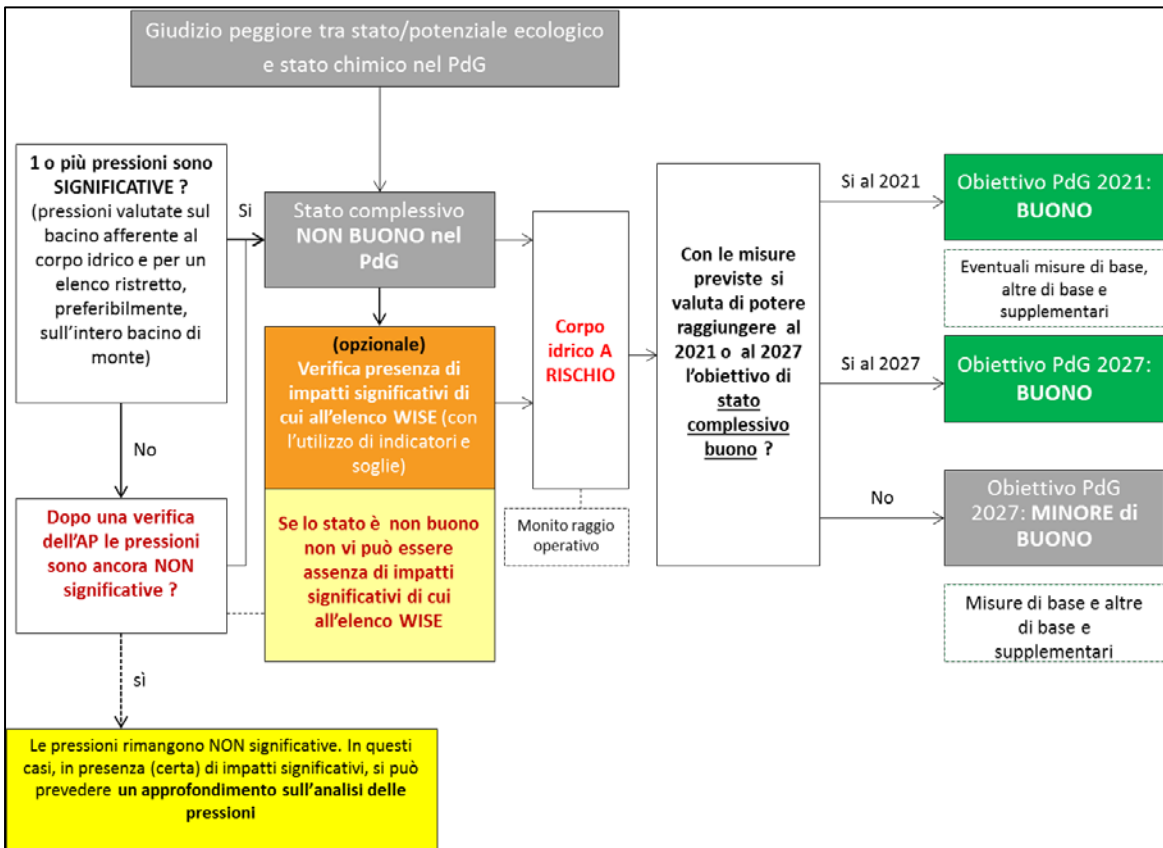 Giudizio peggiore tra stato/potenziale ecologico
e stato chimico nel PdG
1 o più pressioni sono
SIGNIFICATIVE ?
(pressioni valutate sul
bacino afferente al
corpo idrico e per un
elenco ristretto,
preferibilmente,
sull'intero bacino di
monte)
Si
No
Dopo una verifica
dell'AP le pressioni
sono ancora NON
significative ?
sì
Le pressioni rimangono NON significative. In questi
casi, in presenza (certa) di impatti significativi, si può
prevedere un approfondimento sull'analisi delle
pressioni
Stato complessivo
NON BUONO nel
PdG
(opzionale)
Verifica presenza di
impatti significativi di
cui all'elenco WISE (con
l'utilizzo di indicatori e
soglie)
Se lo stato è non buono
non vi può essere
assenza di impatti
significativi di cui
all'elenco WISE
Corpo
idrico A
RISCHIO
Monito raggio
operativo
Con le misure
previste si
valuta di potere
raggiungere al
2021 o al 2027
l'obiettivo di
stato
complessivo
buono ?
Si al 2021
Obiettivo PdG 2021:
BUONO
Eventuali misure di base,
altre di base e
supplementari
Si al 2027
Obiettivo PdG 2027:
BUONO
No
Obiettivo PdG
2027: MINORE di
BUONO
Misure di base e altre
di base e
supplementari